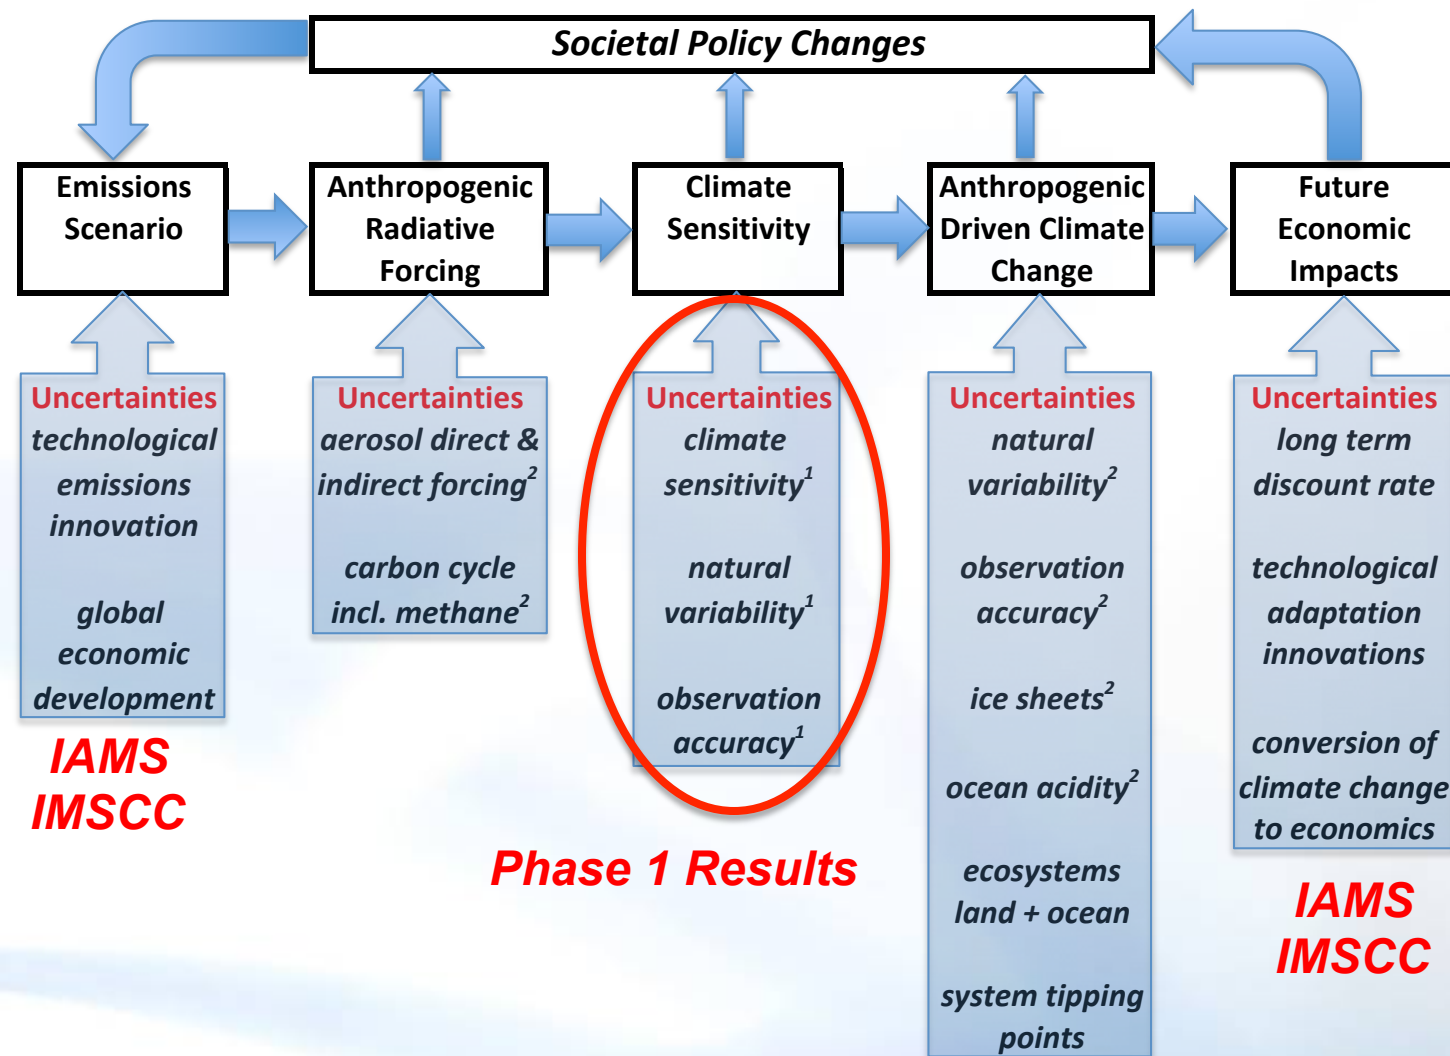 Societal Policy Changes
Emissions
Scenario
Anthropogenic
Radiative
Forcing
Climate
Sensitivity
Anthropogenic
Driven Climate
Change
Future
Economic
Impacts
Uncertainties
technological
emissions
innovation
global
economic
development
IAMS
IMSCC
Uncertainties
aerosol direct &
indirect forcing²
carbon cycle
incl. methane²
Uncertainties
climate
sensitivity¹
natural
variability¹
observation
accuracy¹
Phase 1 Results
Uncertainties
natural
variability²
observation
accuracy²
ice sheets²
ocean acidity²
ecosystems
land + ocean
system tipping
points
Uncertainties
long term
discount rate
technological
adaptation
innovations
conversion of
climate change
to economics
IAMS
IMSCC